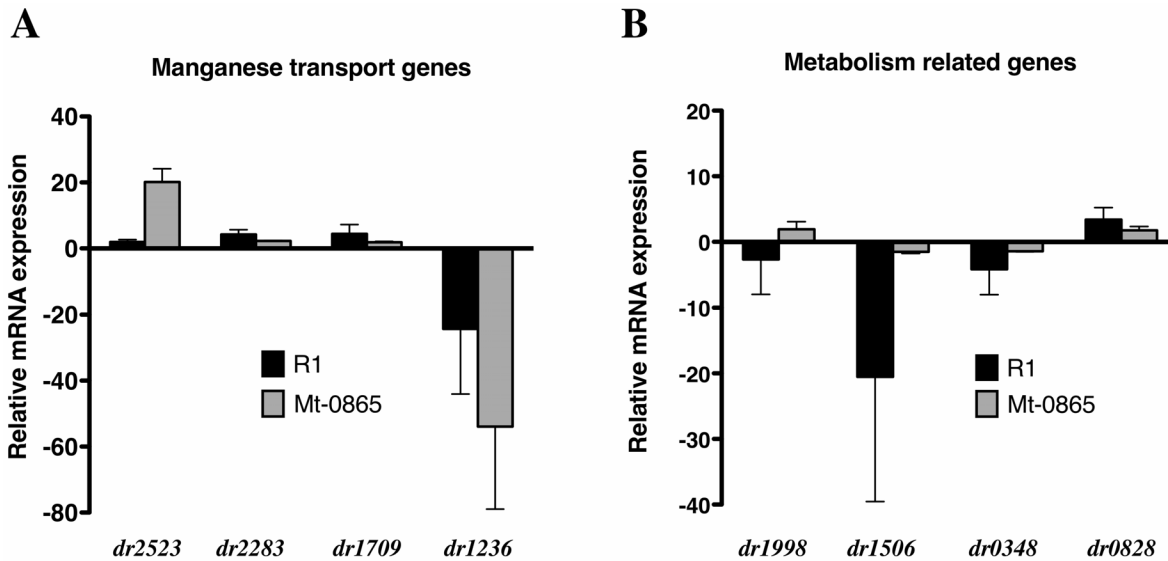 A
Manganese transport genes
Relative mRNA expression
40
20
0
-20
-40
-60
-80
R1
Mt-0865
dr2523 dr2283 dr1709 dr1236
B
Metabolism related genes
Relative mRNA expression
20
10
0
-10
-20
-30
-40
R1
Mt-0865
dr1998 dr1506 dr0348 dr0828